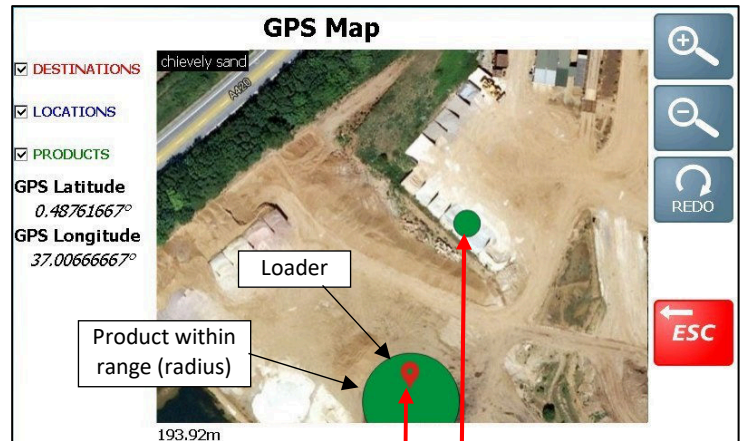 GPS Map
DESTINATIONS
LOCATIONS
PRODUCTS
GPS Latitude
0.48761667°
GPS Longitude
37.00666667°
chievely sand
A420
Loader
Product within
range (radius)
193.92m
REDO
ESC